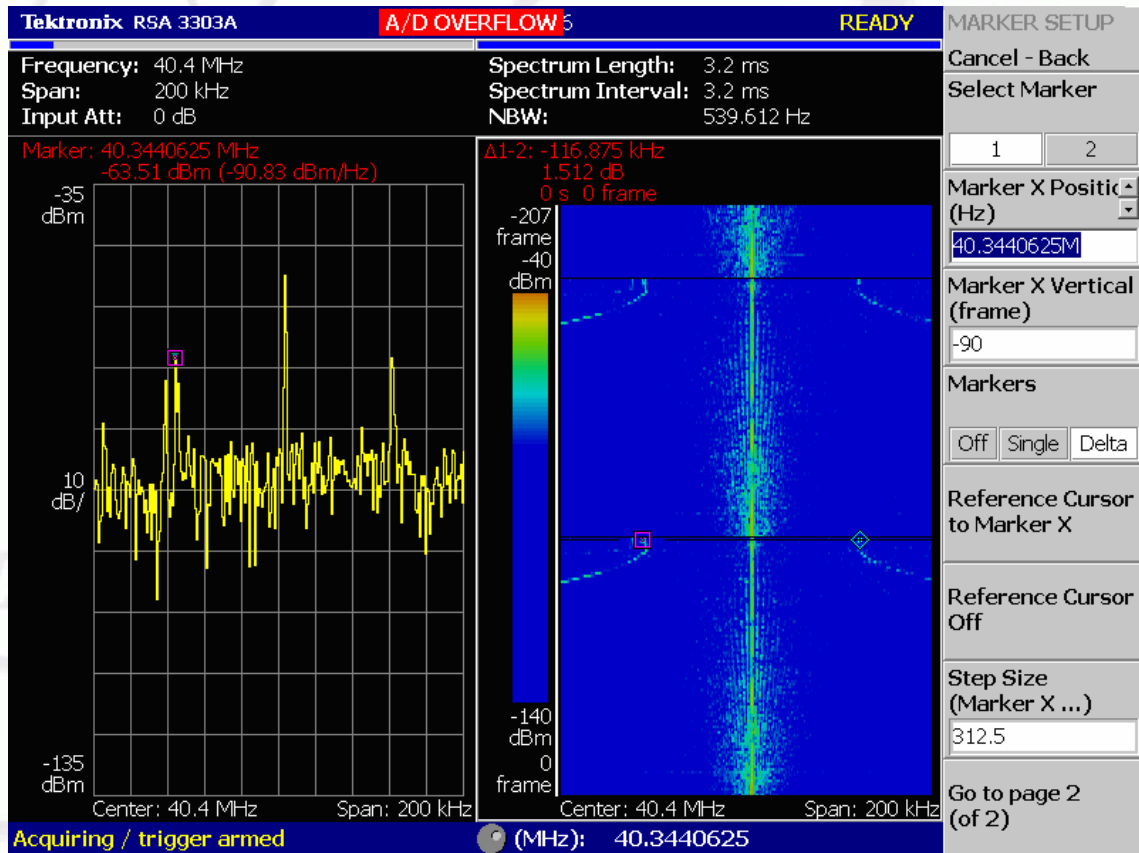 Tektronix RSA 3303A
A/D OVERFLOW
6
READY
Frequency: 40.4 MHz
Span: 200 kHz
Input Att: 0 dB
Spectrum Length: 3.2 ms
Spectrum Interval: 3.2 ms
NBW: 539.612 Hz
Marker: 40.3440625 MHz
-63.51 dBm (-90.83 dBm/Hz)
-35
dBm
10
dB/
-135
dBm
Center: 40.4 MHz
Span: 200 kHz
Δ1-2: -116.875 kHz
1.512 dB
0 s 0 frame
-207
frame
-40
dBm
-140
dBm
0
frame
Center: 40.4 MHz
Span: 200 kHz
Acquiring / trigger armed
(MHz): 40.3440625
MARKER SETUP
Cancel - Back
Select Marker
1 2
Marker X Positic
(Hz)
40.3440625M
Marker X Vertical
(frame)
-90
Markers
Off Single Delta
Reference Cursor
to Marker X
Reference Cursor
Off
Step Size
(Marker X ...)
312.5
Go to page 2
(of 2)